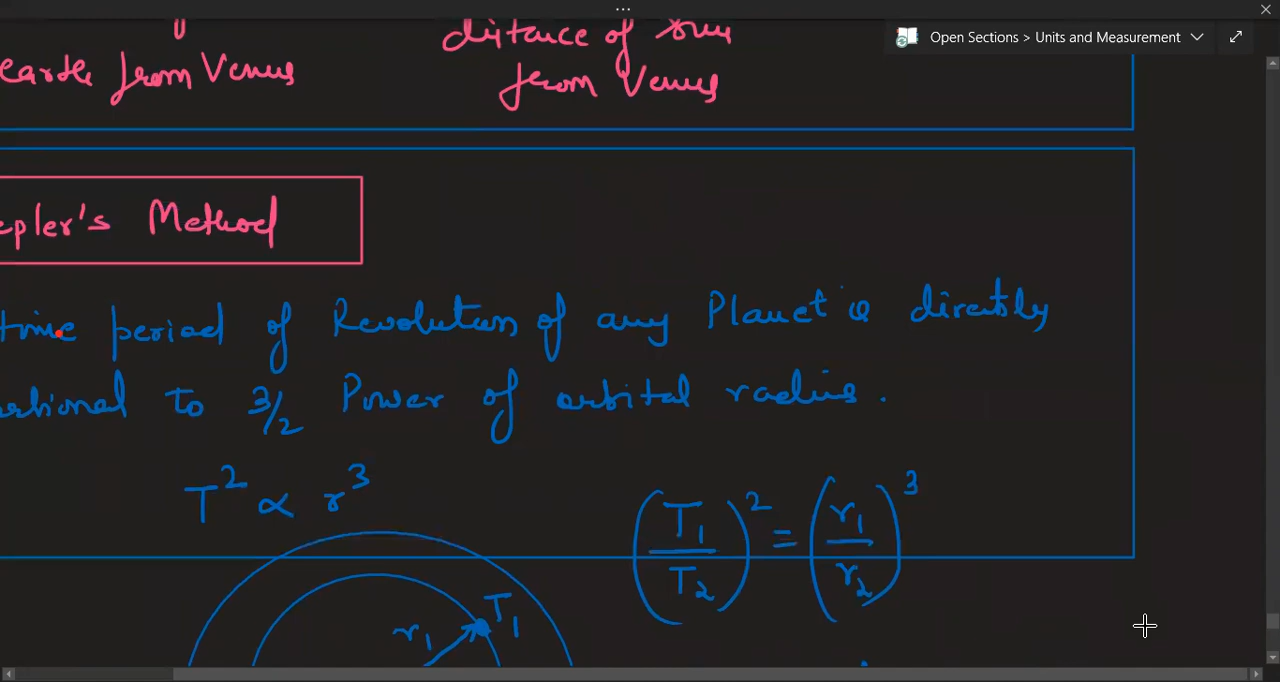 distance of sun
Open Sections > Units and Measurement
earth from Venus
from Venus
epler's Method
time period of Revolution of any Planet is directly
ortional to 3/2 Power of orbital radius.
T² ∝ r³
(T₁/T₂)² = (r₁/r₂)³
T₁
r₁